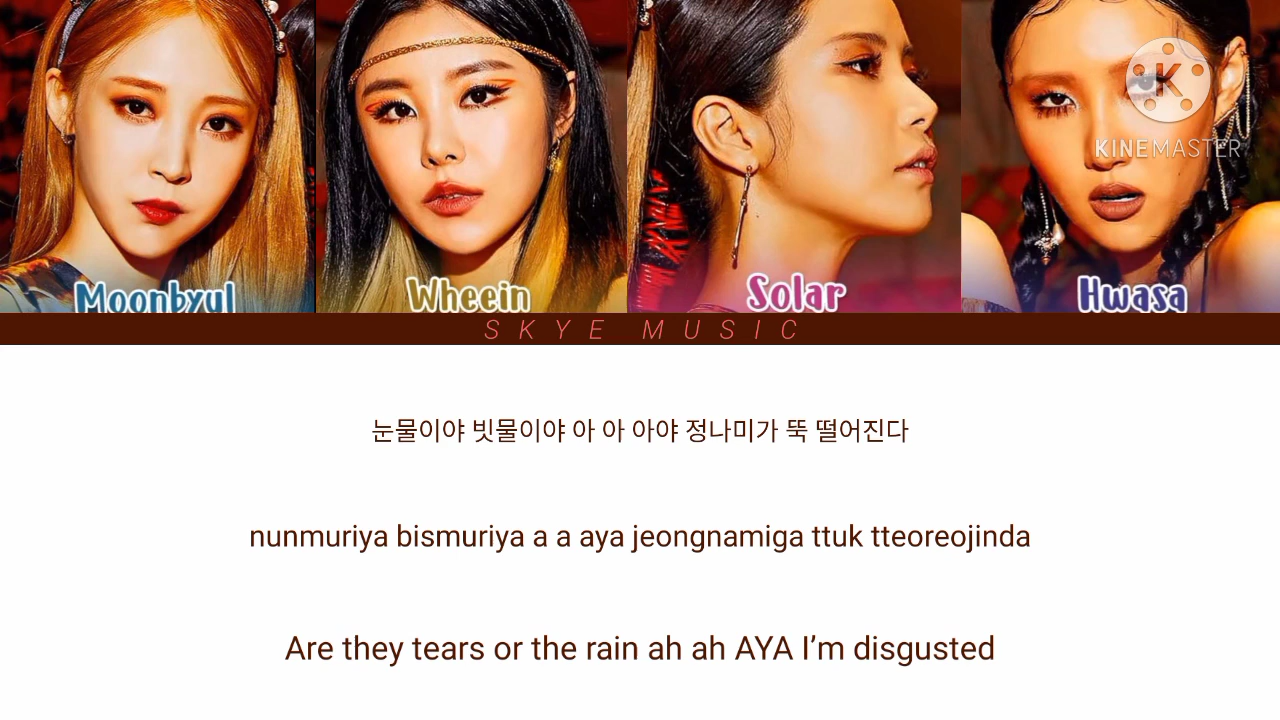 K
KINEMASTER
Moonbyul Wheein Solar Hwasa
SKYE MUSIC
눈물이야 빗물이야 아 아 아야 정나미가 뚝 떨어진다
nunmuriya bismuriya a a aya jeongnamiga ttuk tteoreojinda
Are they tears or the rain ah ah AYA I’m disgusted